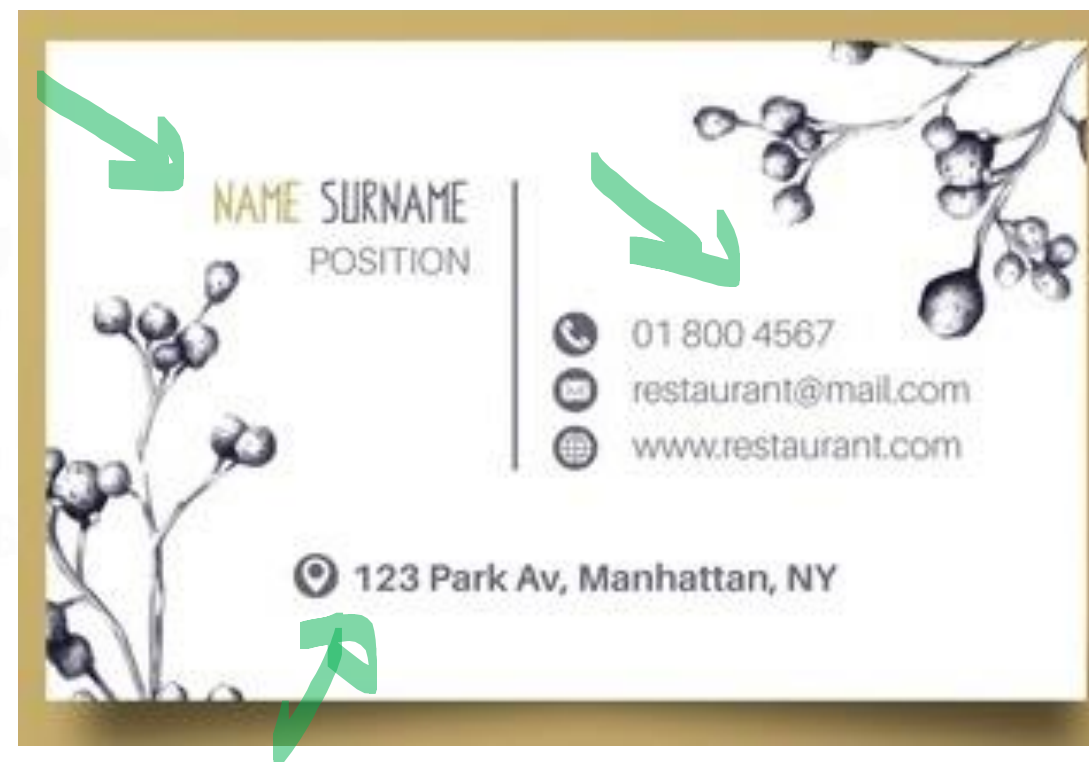 NAME SURNAME
POSITION
01 800 4567
restaurant@mail.com
www.restaurant.com
123 Park Av, Manhattan, NY